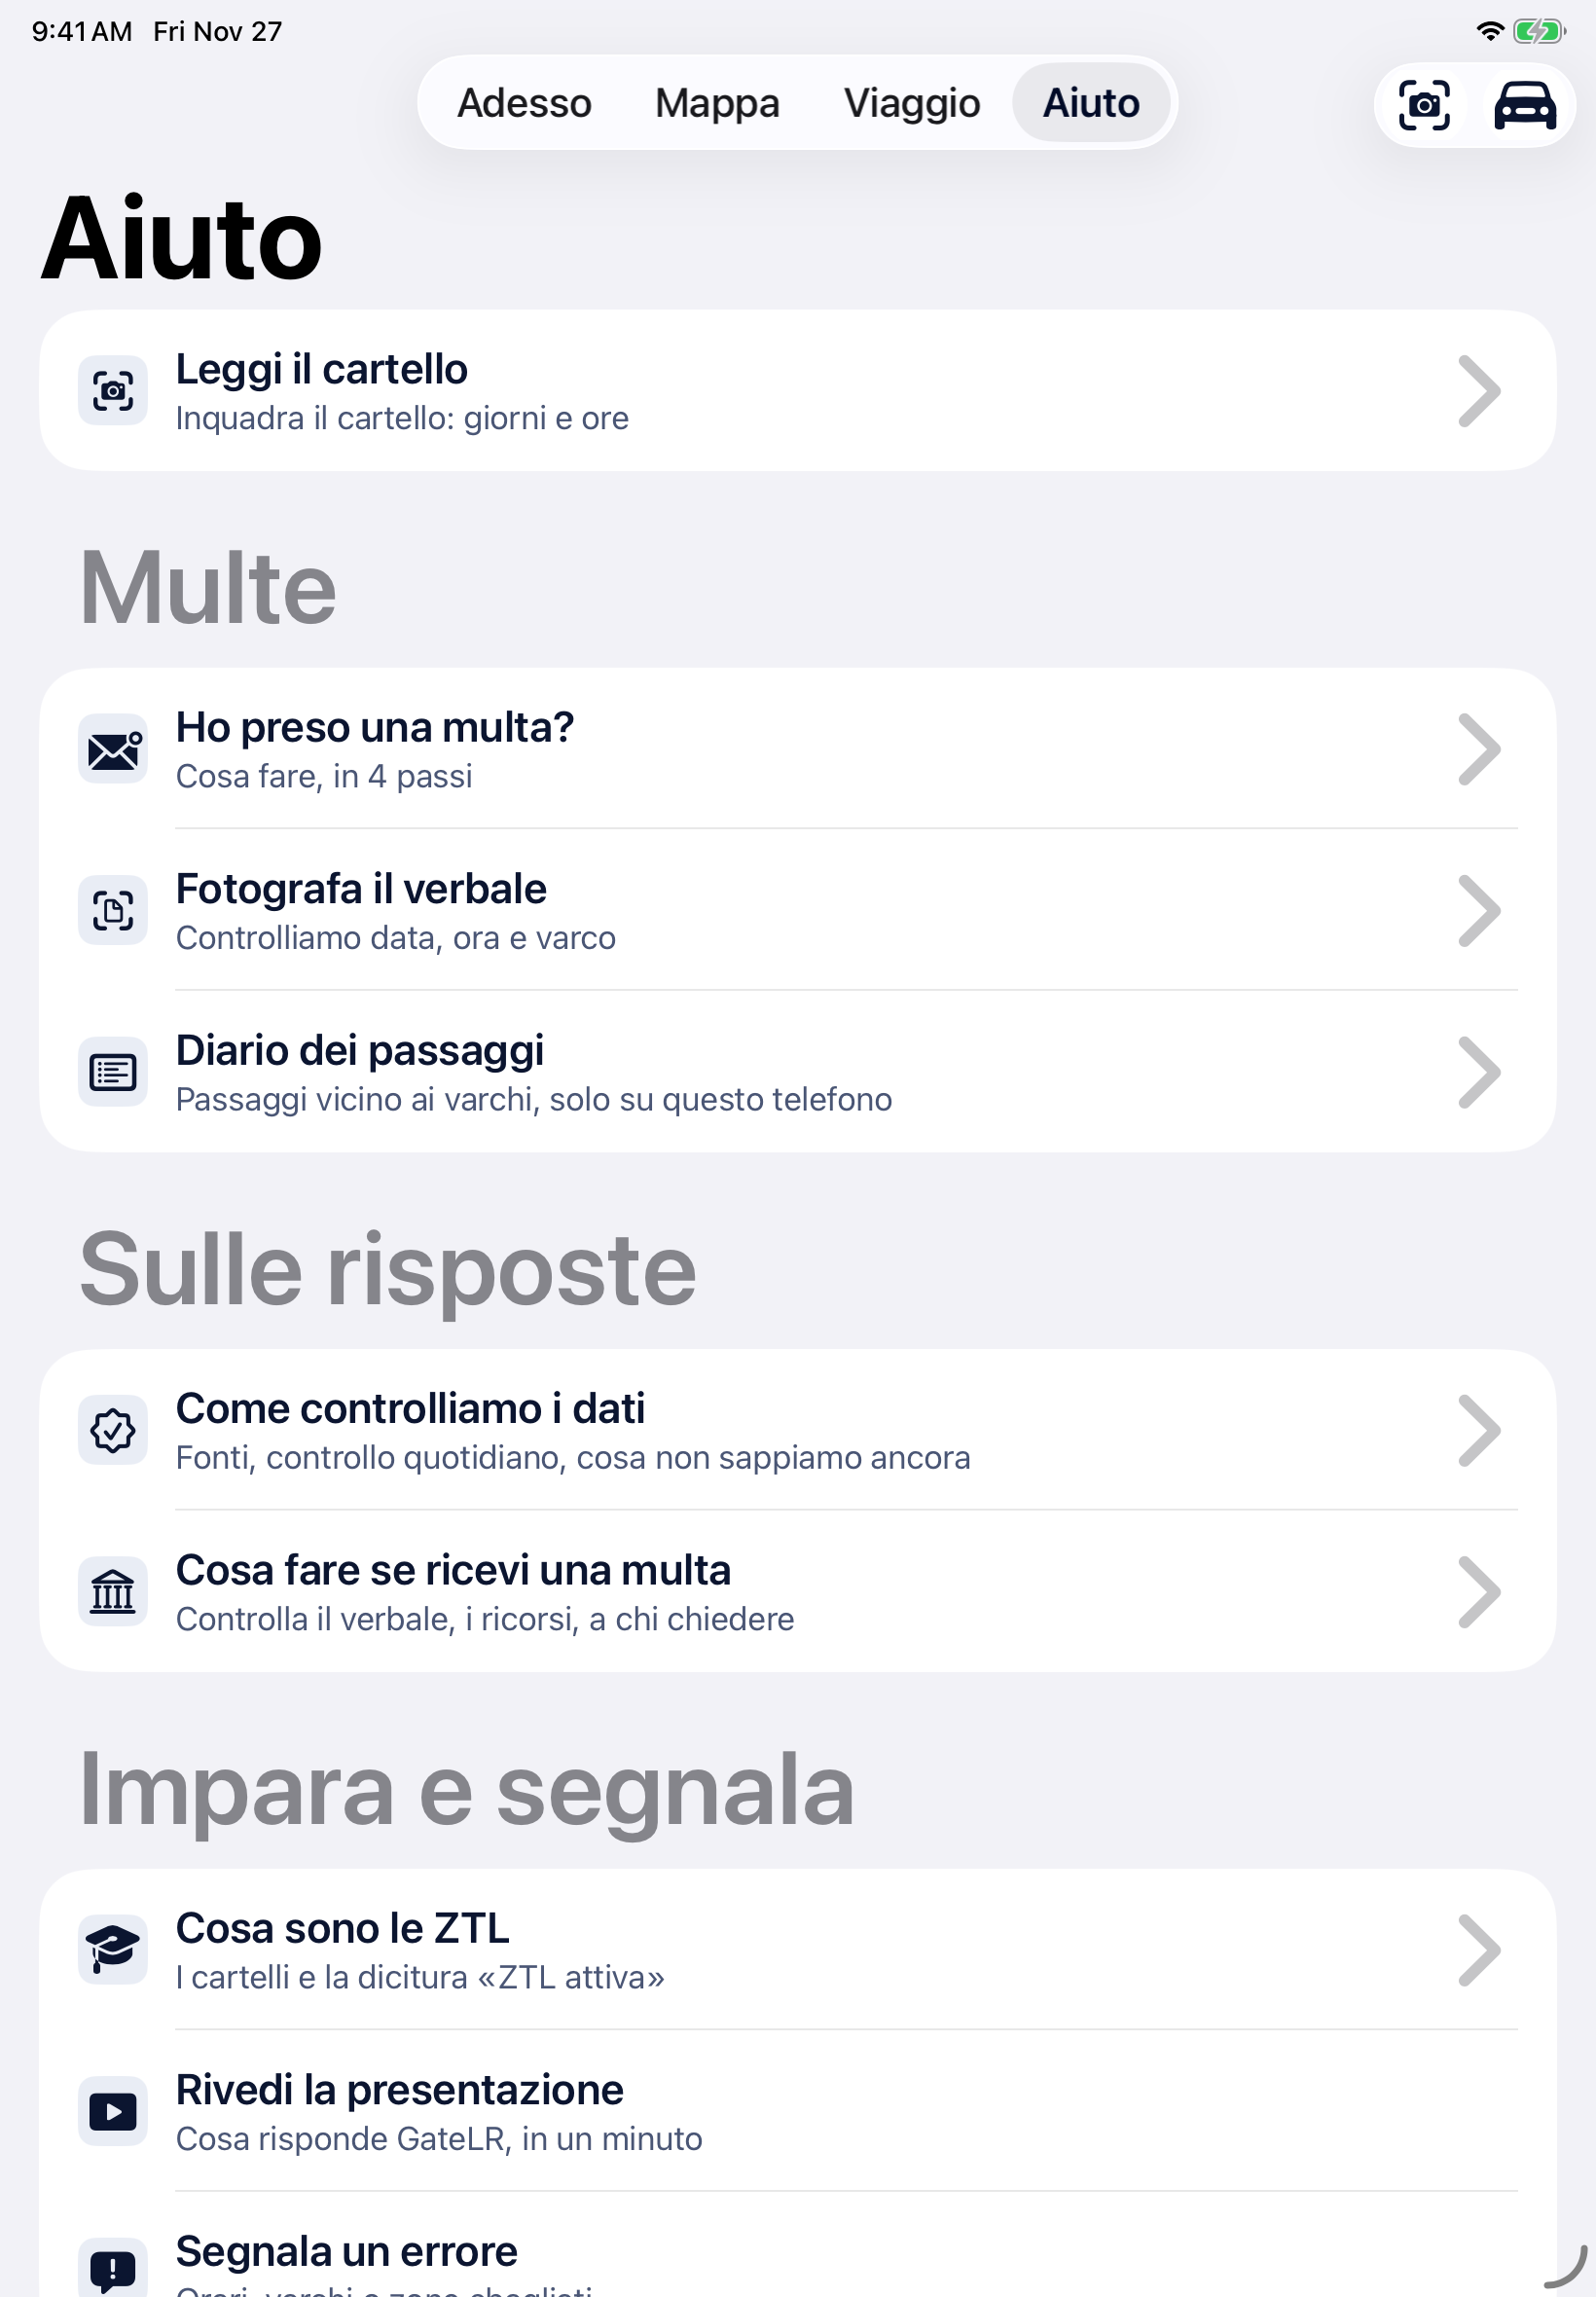 9:41 AM Fri Nov 27
Adesso Mappa Viaggio Aiuto
Aiuto
Leggi il cartello
Inquadra il cartello: giorni e ore
Multe
Ho preso una multa?
Cosa fare, in 4 passi
Fotografa il verbale
Controlliamo data, ora e varco
Diario dei passaggi
Passaggi vicino ai varchi, solo su questo telefono
Sulle risposte
Come controlliamo i dati
Fonti, controllo quotidiano, cosa non sappiamo ancora
Cosa fare se ricevi una multa
Controlla il verbale, i ricorsi, a chi chiedere
Impara e segnala
Cosa sono le ZTL
I cartelli e la dicitura «ZTL attiva»
Rivedi la presentazione
Cosa risponde GateLR, in un minuto
Segnala un errore